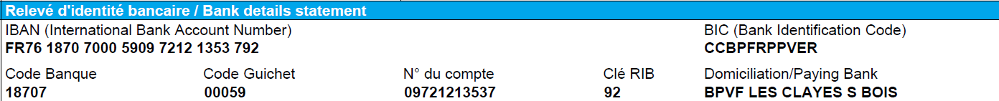 Relevé d'identité bancaire / Bank details statement
IBAN (International Bank Account Number) BIC (Bank Identification Code)
FR76 1870 7000 5909 7212 1353 792 CCBPFRPPVER
Code Banque Code Guichet N° du compte Clé RIB Domiciliation/Paying Bank
18707 00059 09721213537 92 BPVF LES CLAYES S BOIS